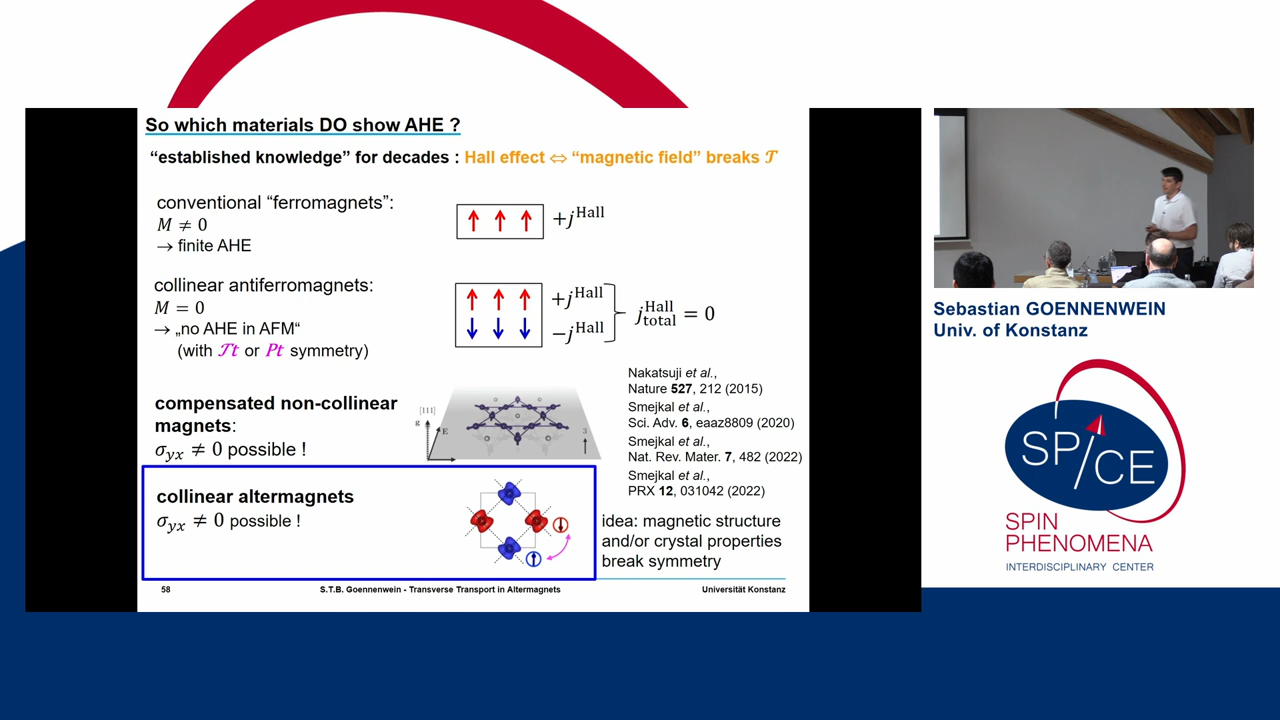 So which materials DO show AHE ?
“established knowledge” for decades : Hall effect ⇔ “magnetic field” breaks 𝒯
conventional “ferromagnets”:
M ≠ 0
→ finite AHE
+j^Hall
collinear antiferromagnets:
M = 0
→ „no AHE in AFM“
(with 𝒯t or Pt symmetry)
+j^Hall
−j^Hall
j^Hall_total = 0
compensated non-collinear
magnets:
σ_yx ≠ 0 possible !
[111]
g
E
3
Nakatsuji et al.,
Nature 527, 212 (2015)
Smejkal et al.,
Sci. Adv. 6, eaaz8809 (2020)
Smejkal et al.,
Nat. Rev. Mater. 7, 482 (2022)
Smejkal et al.,
PRX 12, 031042 (2022)
collinear altermagnets
σ_yx ≠ 0 possible !
idea: magnetic structure
and/or crystal properties
break symmetry
58 S.T.B. Goennenwein - Transverse Transport in Altermagnets Universität Konstanz
Sebastian GOENNENWEIN
Univ. of Konstanz
SP/CE
SPIN
PHENOMENA
INTERDISCIPLINARY CENTER